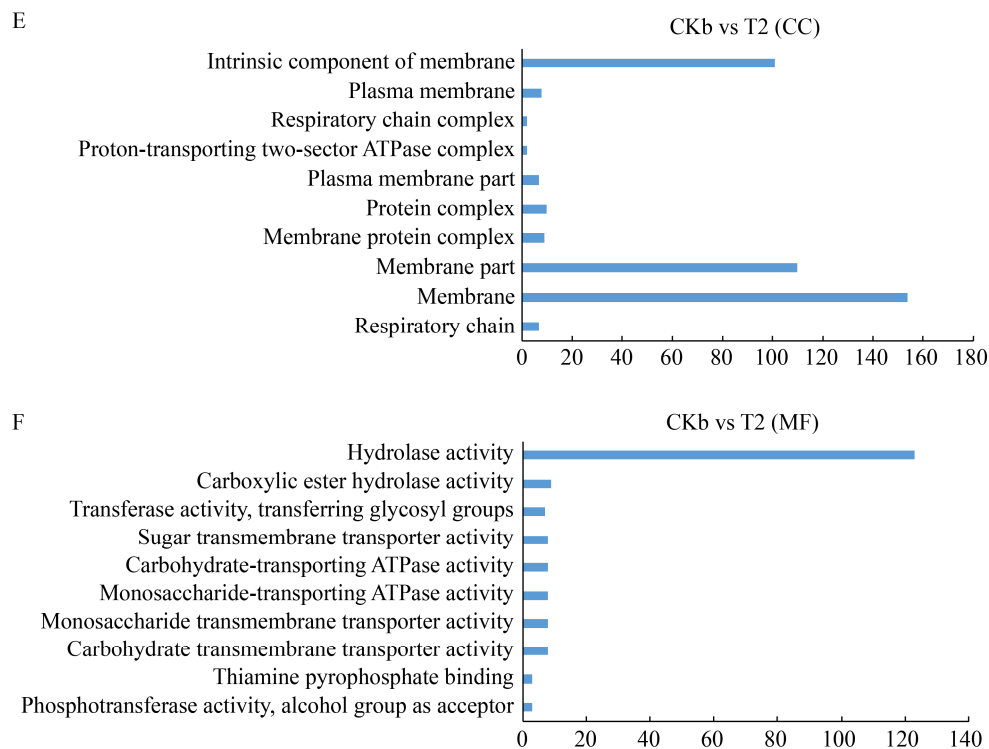 E
CKb vs T2 (CC)
Intrinsic component of membrane
Plasma membrane
Respiratory chain complex
Proton-transporting two-sector ATPase complex
Plasma membrane part
Protein complex
Membrane protein complex
Membrane part
Membrane
Respiratory chain
0 20 40 60 80 100 120 140 160 180
F
CKb vs T2 (MF)
Hydrolase activity
Carboxylic ester hydrolase activity
Transferase activity, transferring glycosyl groups
Sugar transmembrane transporter activity
Carbohydrate-transporting ATPase activity
Monosaccharide-transporting ATPase activity
Monosaccharide transmembrane transporter activity
Carbohydrate transmembrane transporter activity
Thiamine pyrophosphate binding
Phosphotransferase activity, alcohol group as acceptor
0 20 40 60 80 100 120 140